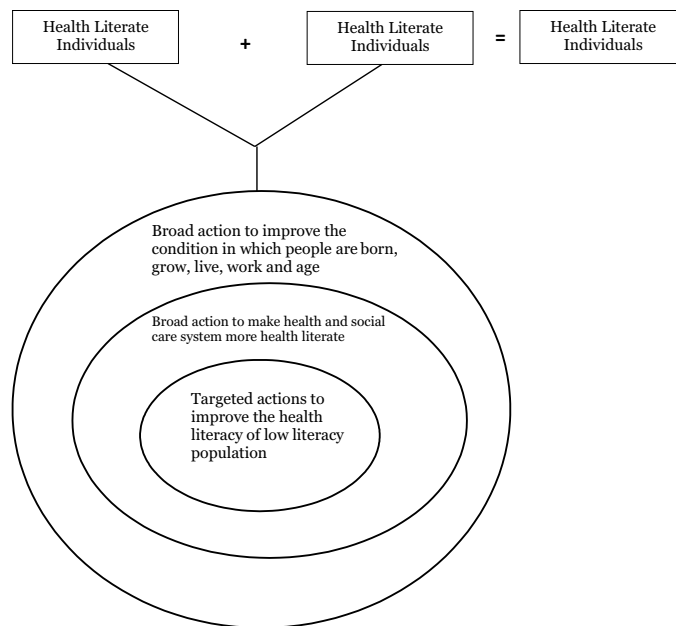 Health Literate
Individuals
+
Health Literate
Individuals
=
Health Literate
Individuals
Broad action to improve the
condition in which people are born,
grow, live, work and age
Broad action to make health and social
care system more health literate
Targeted actions to
improve the health
literacy of low literacy
population